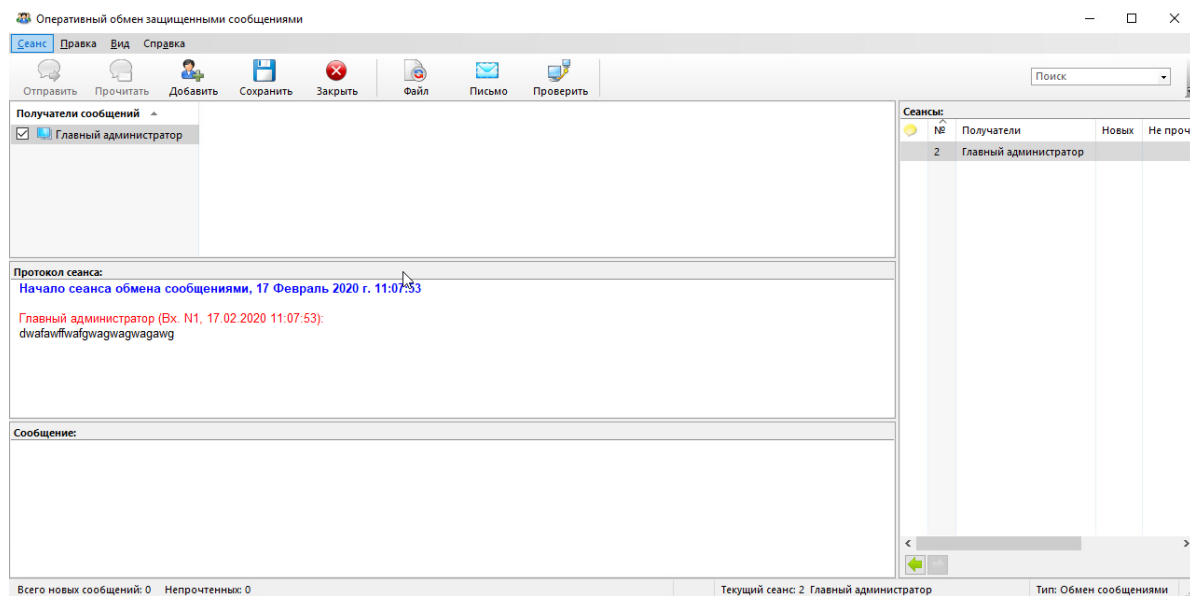 Оперативный обмен защищенными сообщениями
Сеанс Правка Вид Справка
Отправить Прочитать Добавить Сохранить Закрыть Файл Письмо Проверить Поиск
Получатели сообщений
Главный администратор
Сеансы:
№ Получатели Новых Не проч
2 Главный администратор
Протокол сеанса:
Начало сеанса обмена сообщениями, 17 Февраль 2020 г. 11:07:53
Главный администратор (Вх. N1, 17.02.2020 11:07:53):
dwafawffwafgwagwagwagawg
Сообщение:
Всего новых сообщений: 0 Непрочтенных: 0 Текущий сеанс: 2 Главный администратор Тип: Обмен сообщениями